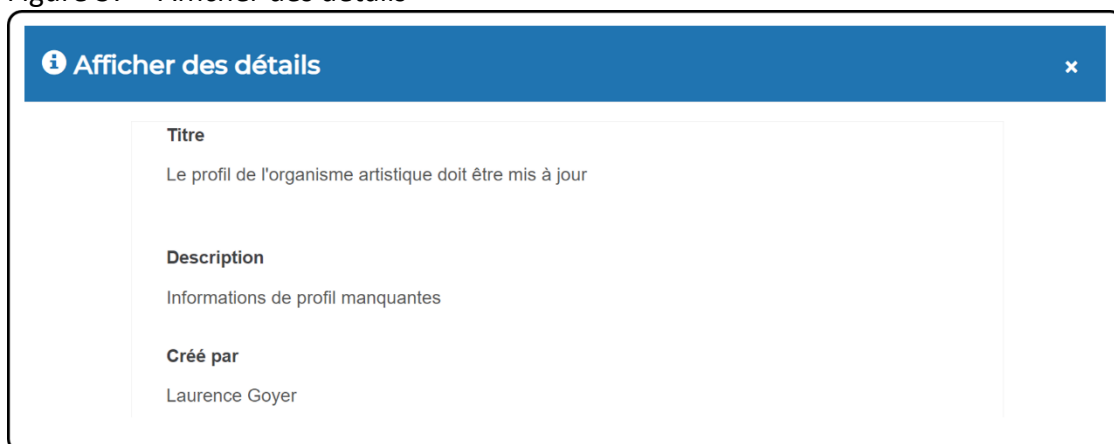 Afficher des détails
Titre
Le profil de l'organisme artistique doit être mis à jour
Description
Informations de profil manquantes
Créé par
Laurence Goyer